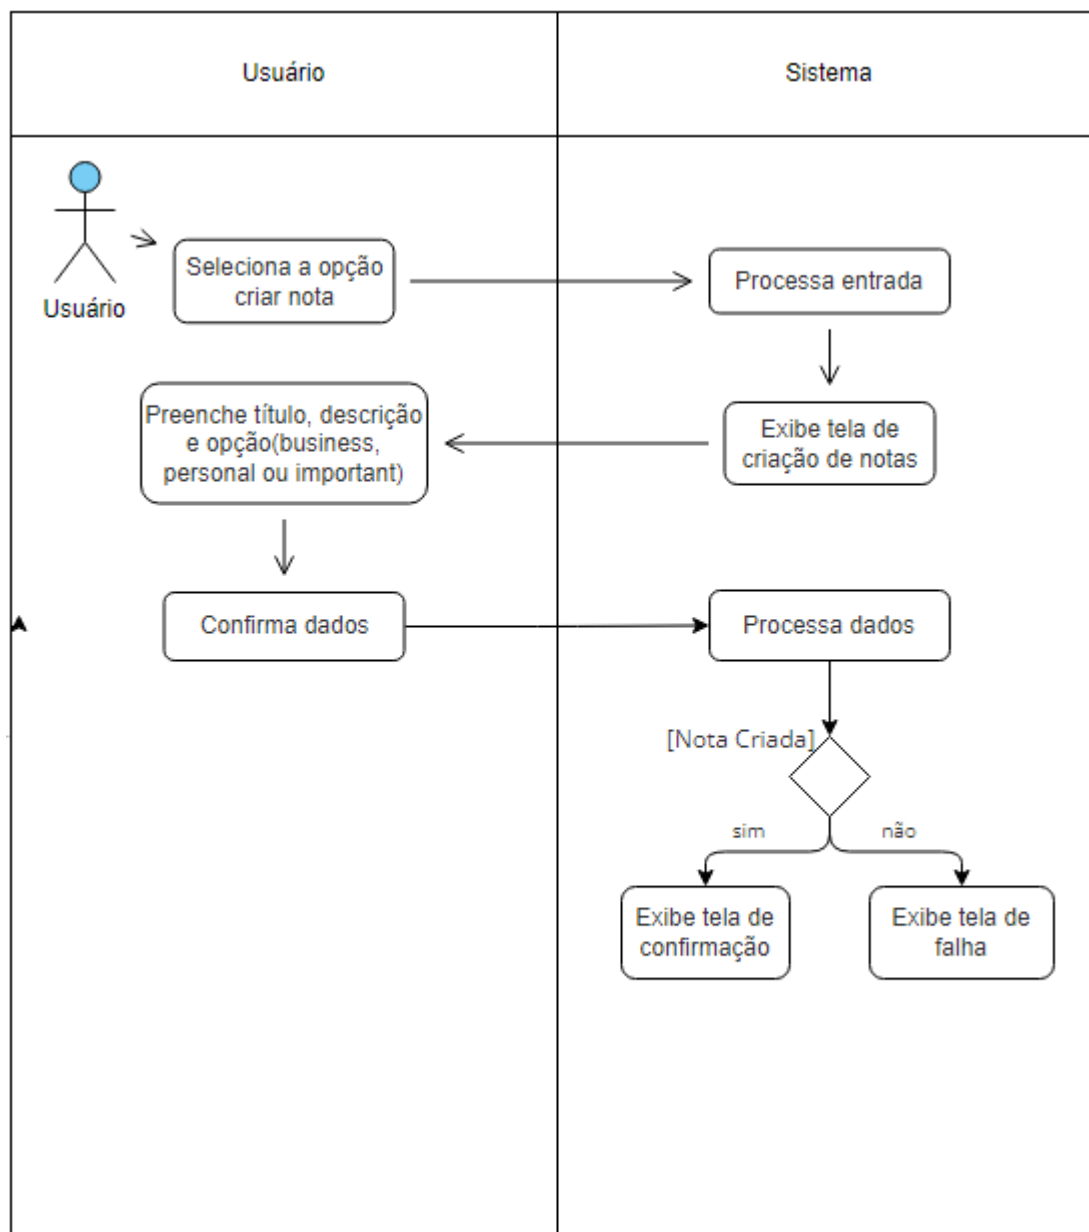 Usuário
Sistema
Usuário
Seleciona a opção
criar nota
Processa entrada
Exibe tela de
criação de notas
Preenche título, descrição
e opção(business,
personal ou important)
Confirma dados
Processa dados
[Nota Criada]
sim
não
Exibe tela de
confirmação
Exibe tela de
falha